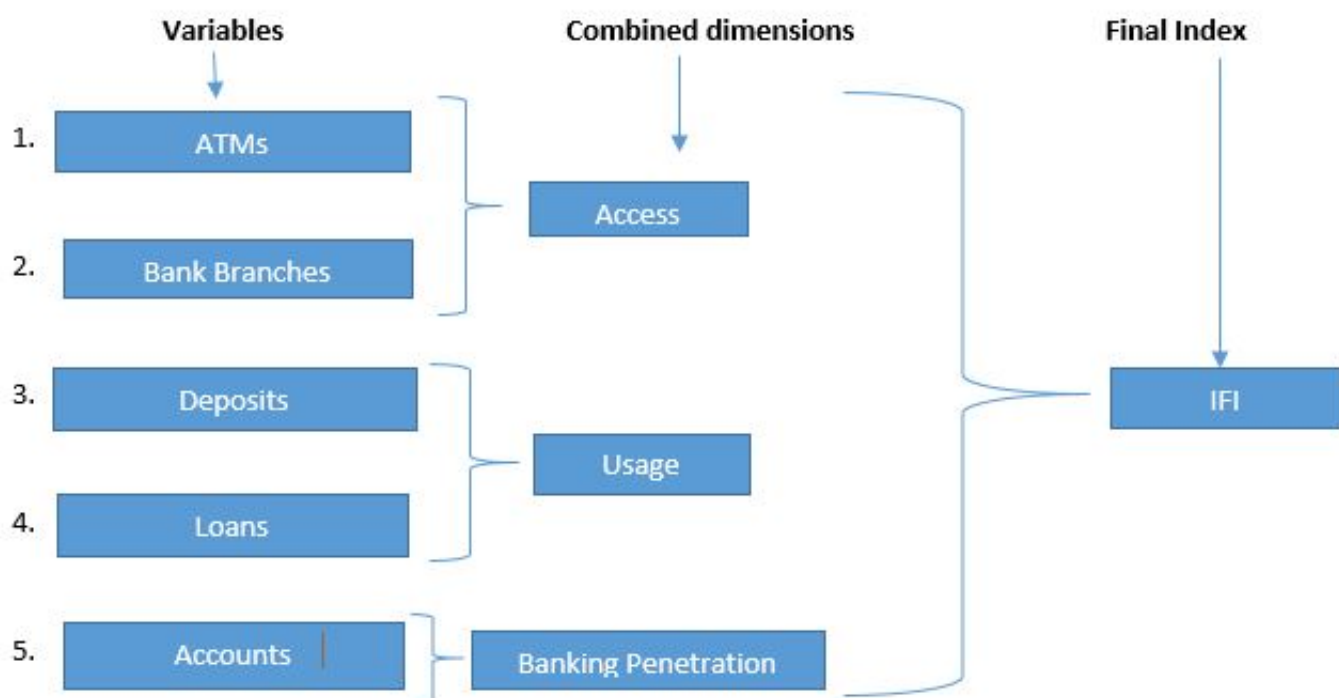 Variables
Combined dimensions
Final Index
1. ATMs
Access
2. Bank Branches
3. Deposits
IFI
Usage
4. Loans
5. Accounts
Banking Penetration